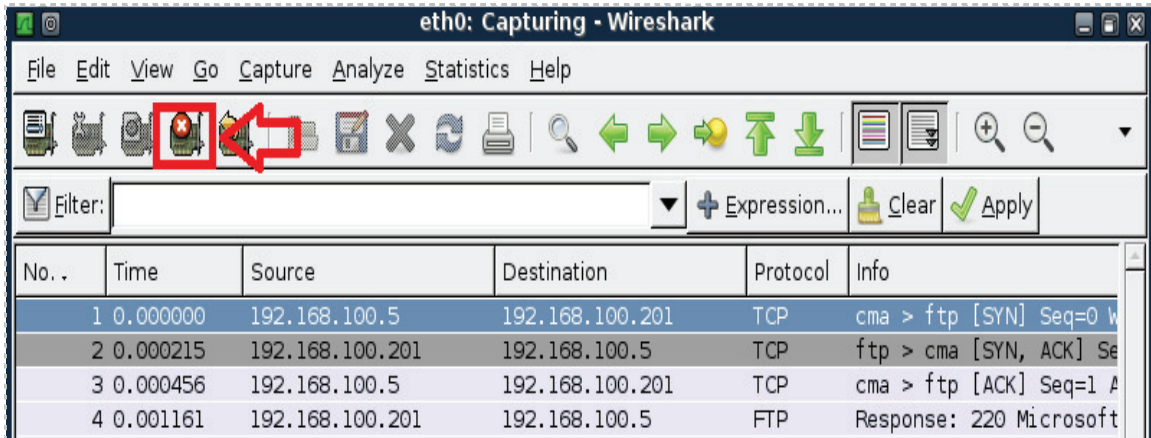 eth0: Capturing - Wireshark
File Edit View Go Capture Analyze Statistics Help
Filter: Expression... Clear Apply
No. . Time Source Destination Protocol Info
1 0.000000 192.168.100.5 192.168.100.201 TCP cma > ftp [SYN] Seq=0 W
2 0.000215 192.168.100.201 192.168.100.5 TCP ftp > cma [SYN, ACK] Se
3 0.000456 192.168.100.5 192.168.100.201 TCP cma > ftp [ACK] Seq=1 A
4 0.001161 192.168.100.201 192.168.100.5 FTP Response: 220 Microsoft